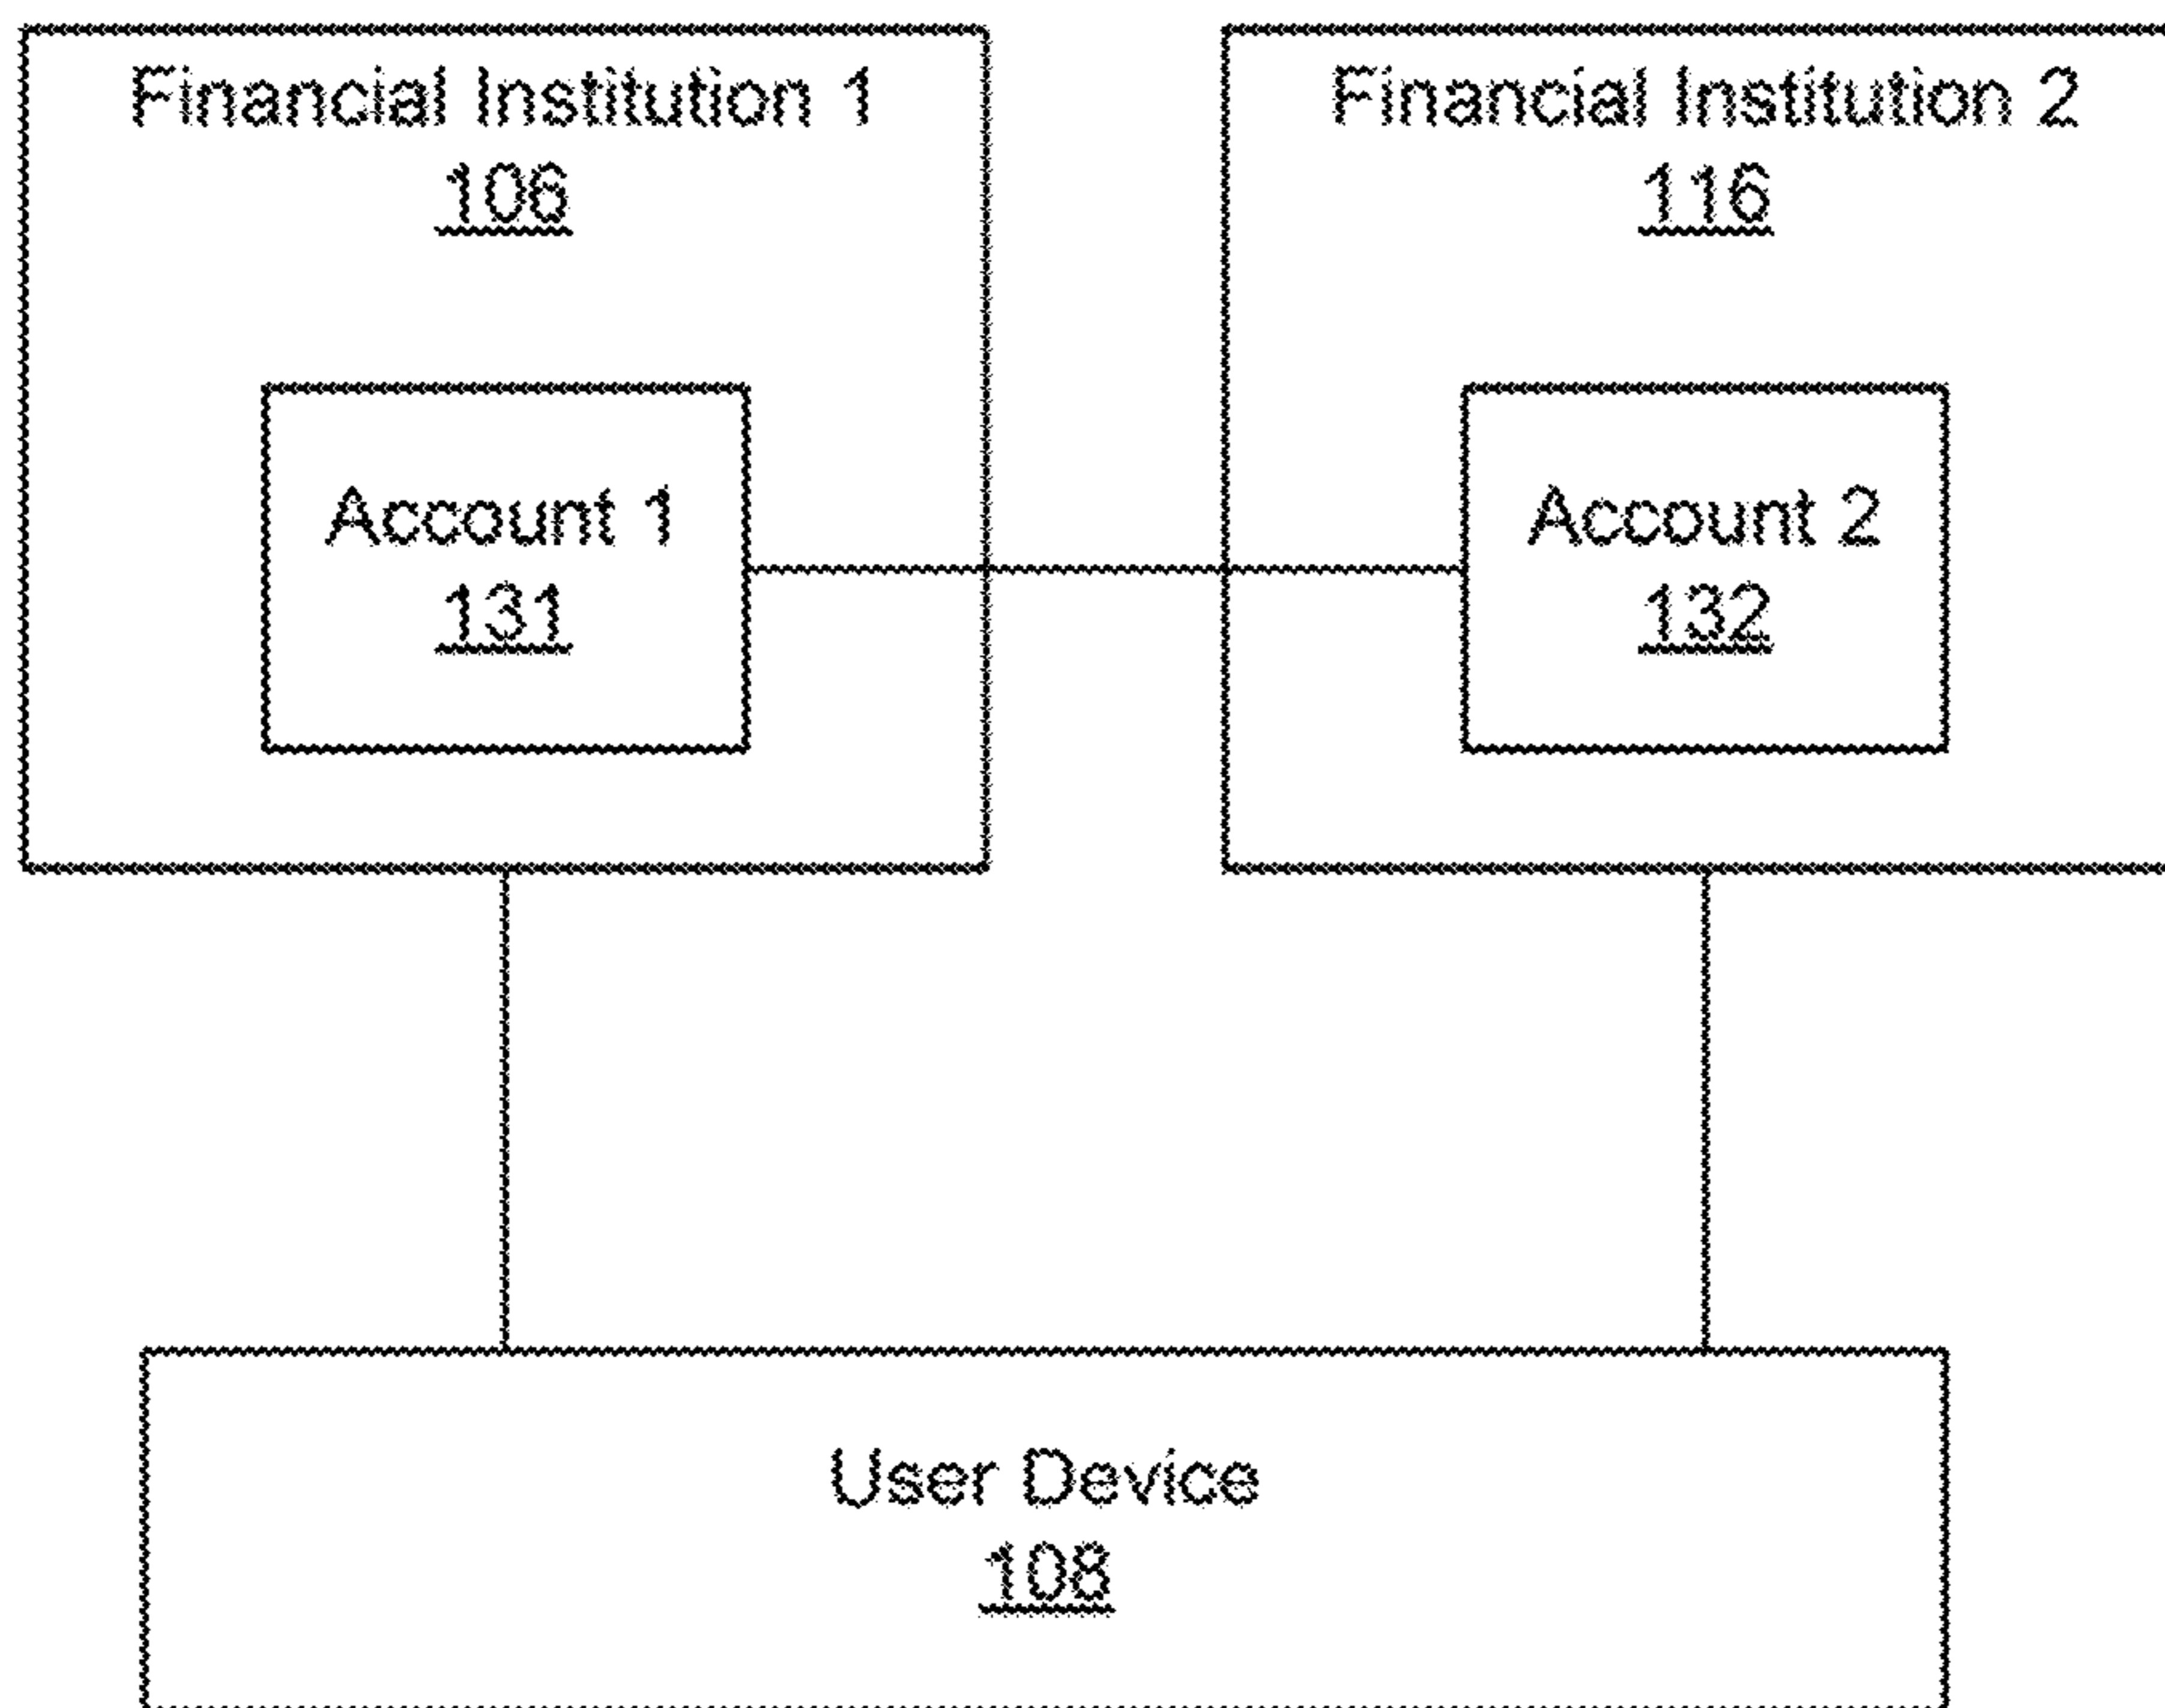 Financial Institution 1
106
Financial Institution 2
116
Account 1
131
Account 2
132
User Device
108